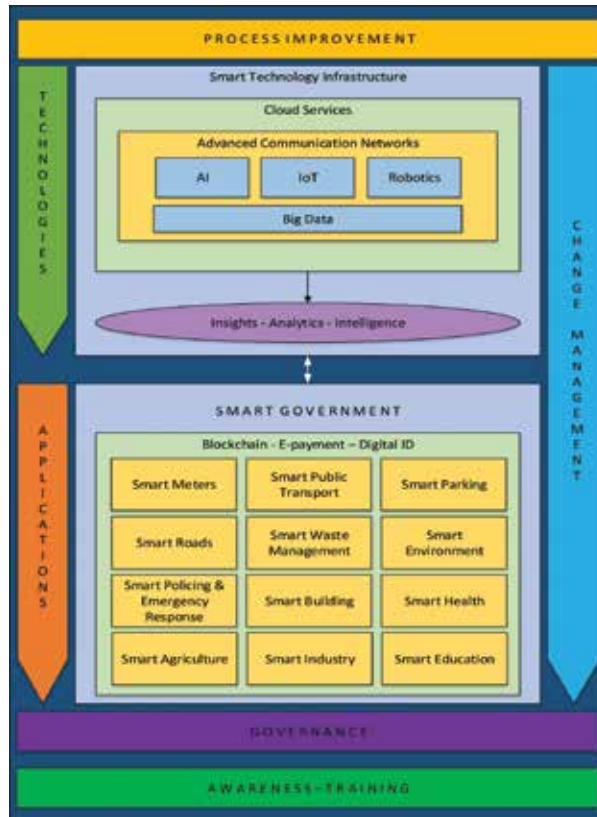 PROCESS IMPROVEMENT
TECHNOLOGIES
Smart Technology Infrastructure
Cloud Services
Advanced Communication Networks
AI
IoT
Robotics
Big Data
Insights - Analytics - Intelligence
CHANGE MANAGEMENT
APPLICATIONS
SMART GOVERNMENT
Blockchain - E-payment – Digital ID
Smart Meters
Smart Public
Transport
Smart Parking
Smart Roads
Smart Waste
Management
Smart
Environment
Smart Policing &
Emergency
Response
Smart Building
Smart Health
Smart Agriculture
Smart Industry
Smart Education
GOVERNANCE
AWARENESS–TRAINING